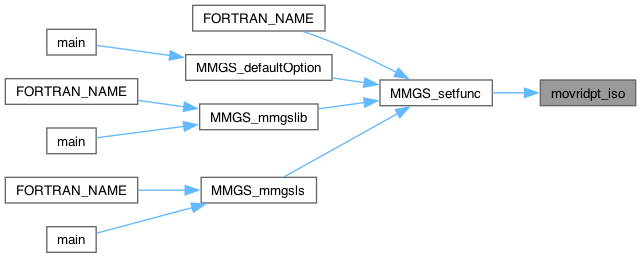 FORTRAN_NAME
main
MMGS_defaultOption
FORTRAN_NAME
MMGS_setfunc
movridpt_iso
MMGS_mmgslib
main
FORTRAN_NAME
MMGS_mmgsls
main